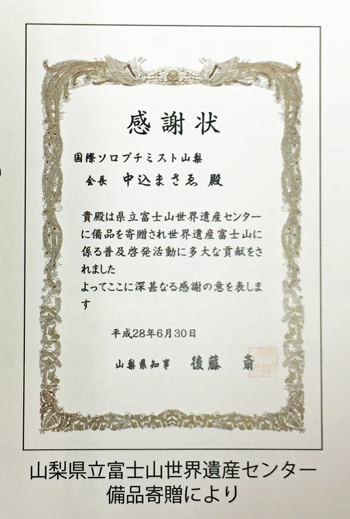 感謝状
国際ソロプチミスト山梨
会長 中込まさゑ 殿
貴殿は県立富士山世界遺産センター
に備品を寄贈され世界遺産富士山に
係る普及啓発活動に多大な貢献をさ
れました
よってここに深甚なる感謝の意を表しま
す
平成28年6月30日
山梨県知事 後藤 斎
山梨県立富士山世界遺産センター
備品寄贈により